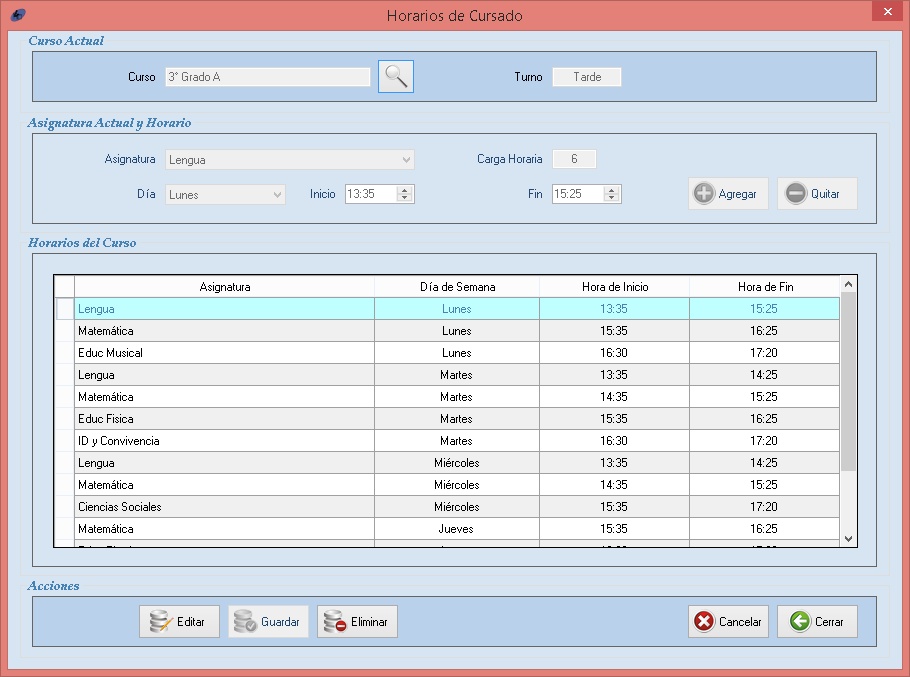 Horarios de Cursado
Curso Actual
Curso 3° Grado A Turno Tarde
Asignatura Actual y Horario
Asignatura Lengua Carga Horaria 6
Día Lunes Inicio 13:35 Fin 15:25 Agregar Quitar
Horarios del Curso
Asignatura Día de Semana Hora de Inicio Hora de Fin
Lengua Lunes 13:35 15:25
Matemática Lunes 15:35 16:25
Educ Musical Lunes 16:30 17:20
Lengua Martes 13:35 14:25
Matemática Martes 14:35 15:25
Educ Fisica Martes 15:35 16:25
ID y Convivencia Martes 16:30 17:20
Lengua Miércoles 13:35 14:25
Matemática Miércoles 14:35 15:25
Ciencias Sociales Miércoles 15:35 17:20
Matemática Jueves 15:35 16:25
Acciones
Editar Guardar Eliminar Cancelar Cerrar